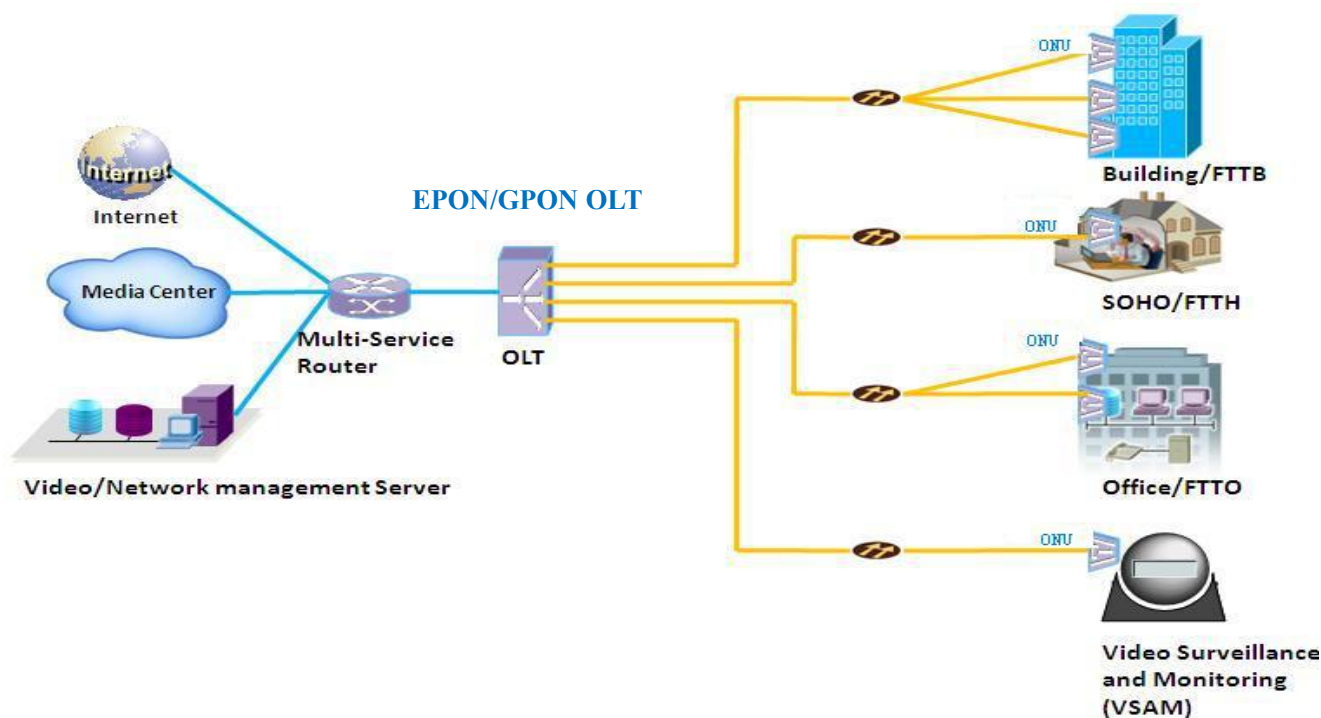 EPON/GPON OLT
Internet
Internet
Media Center
Multi-Service
Router
OLT
Video/Network management Server
ONU
Building/FTTB
ONU
SOHO/FTTH
ONU
Office/FTTO
ONU
Video Surveillance
and Monitoring
(VSAM)